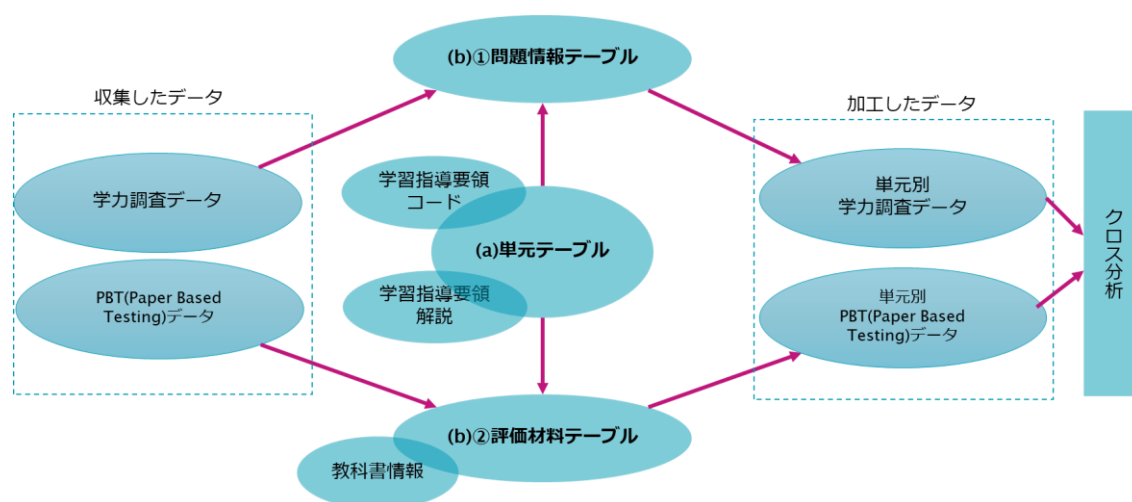 (b)①問題情報テーブル
収集したデータ
加工したデータ
学力調査データ
PBT(Paper Based
Testing)データ
学習指導要領
コード
(a)単元テーブル
学習指導要領
解説
単元別
学力調査データ
単元別
PBT(Paper Based
Testing)データ
クロス分析
(b)②評価材料テーブル
教科書情報